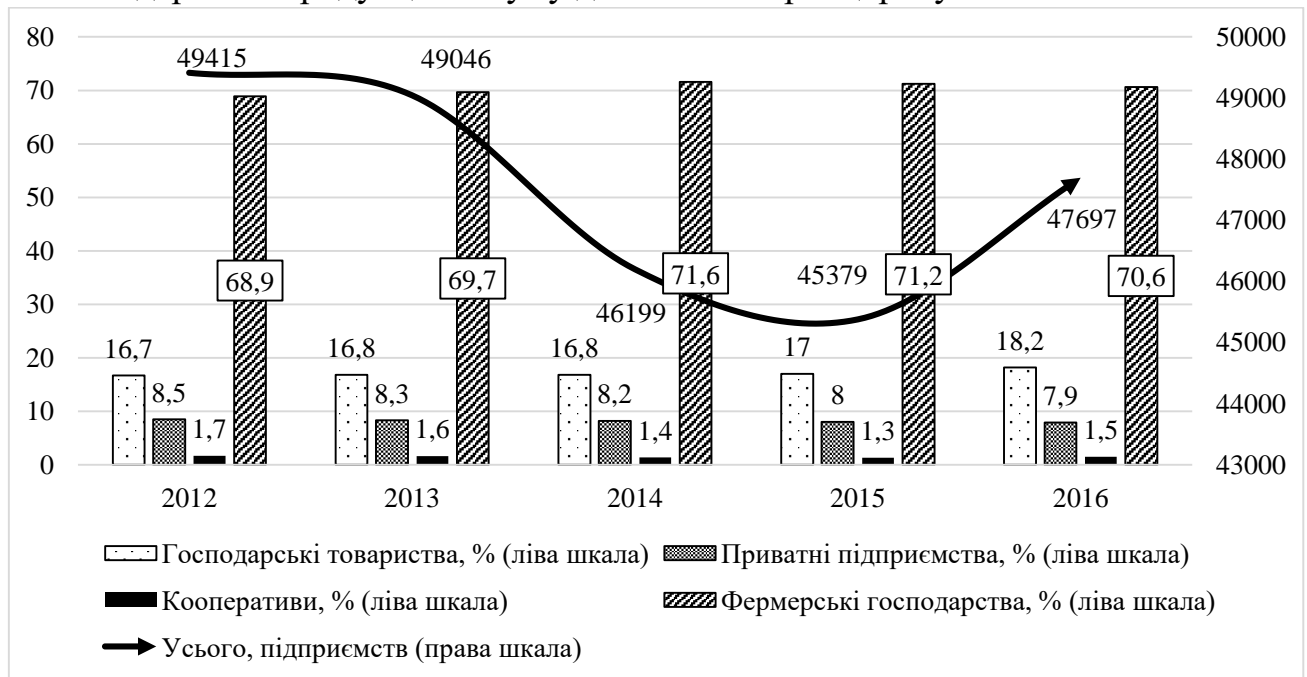 80 49415 49046 50000
70 49000
60 48000
50 47697 47000
40 68,9 69,7 71,6 45379 71,2 70,6 46000
30 46199 45000
20 16,7 8,5 1,7 16,8 8,3 1,6 16,8 8,2 1,4 17 8 1,3 18,2 7,9 1,5
10 44000
0 43000
2012 2013 2014 2015 2016
Господарські товариства, % (ліва шкала) Приватні підприємства, % (ліва шкала)
Кооперативи, % (ліва шкала) Фермерські господарства, % (ліва шкала)
Усього, підприємств (права шкала)